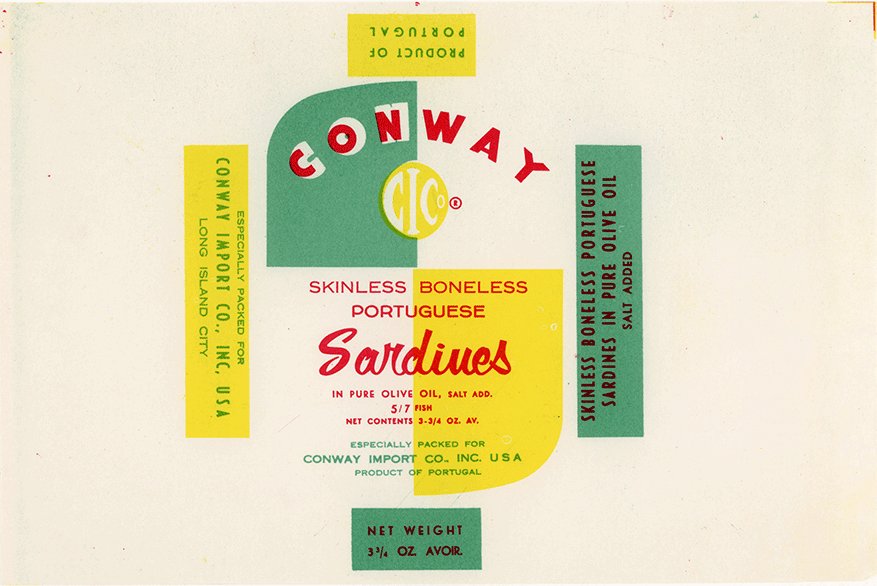 PRODUCT OF
PORTUGAL
CONWAY
CICo®
SKINLESS BONELESS
PORTUGUESE
Sardines
IN PURE OLIVE OIL, SALT ADD.
5/7 FISH
NET CONTENTS 3-3/4 OZ. AV.
ESPECIALLY PACKED FOR
CONWAY IMPORT CO., INC. USA
PRODUCT OF PORTUGAL
ESPECIALLY PACKED FOR
CONWAY IMPORT CO., INC, USA
LONG ISLAND CITY
SKINLESS BONELESS PORTUGUESE
SARDINES IN PURE OLIVE OIL
SALT ADDED
NET WEIGHT
3 3/4 OZ. AVOIR.